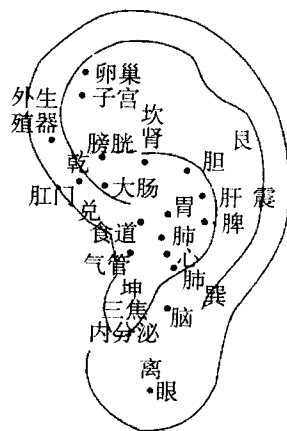 卵巢
子宫
外生
殖器
坎
肾
艮
膀胱
胆
乾
大肠
肛门
兑
胃
肝
震
脾
食道
肺
心
气管
肺
坤
巽
三焦
脑
内分泌
离
眼